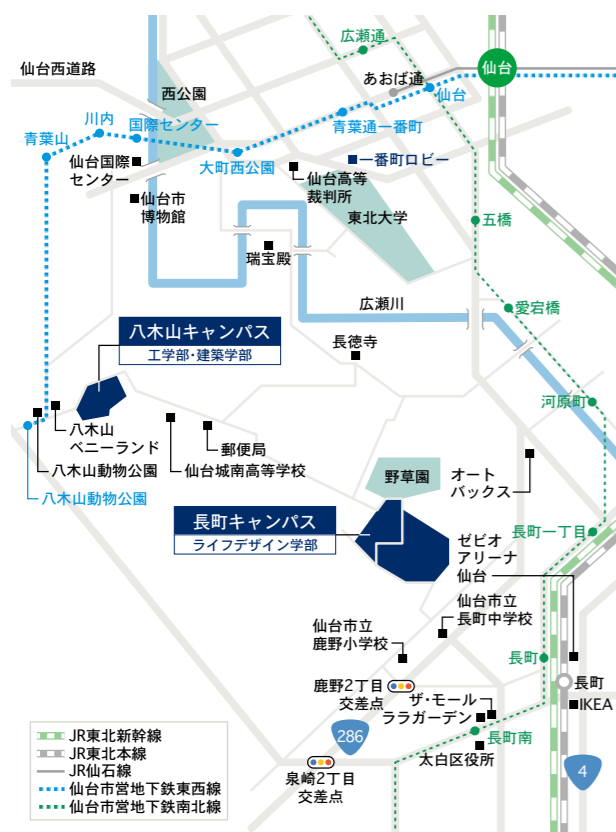 広瀬通
仙台西道路
仙台
あおば通
西公園
仙台
川内
国際センター
青葉通一番町
青葉山
大町西公園
一番町ロビー
仙台国際
センター
仙台高等
裁判所
仙台市
博物館
東北大学
五橋
瑞宝殿
広瀬川
愛宕橋
八木山キャンパス
工学部・建築学部
長徳寺
河原町
八木山
ベニーランド
郵便局
八木山動物公園
仙台城南高等学校
八木山動物公園
野草園
オート
バックス
長町キャンパス
ライフデザイン学部
長町一丁目
ゼビオ
アリーナ
仙台
仙台市立
長町中学校
仙台市立
鹿野小学校
長町
長町
鹿野2丁目
交差点
ザ・モール
ララガーデン
IKEA
286
長町南
太白区役所
4
泉崎2丁目
交差点
JR東北新幹線
JR東北本線
JR仙石線
仙台市営地下鉄東西線
仙台市営地下鉄南北線